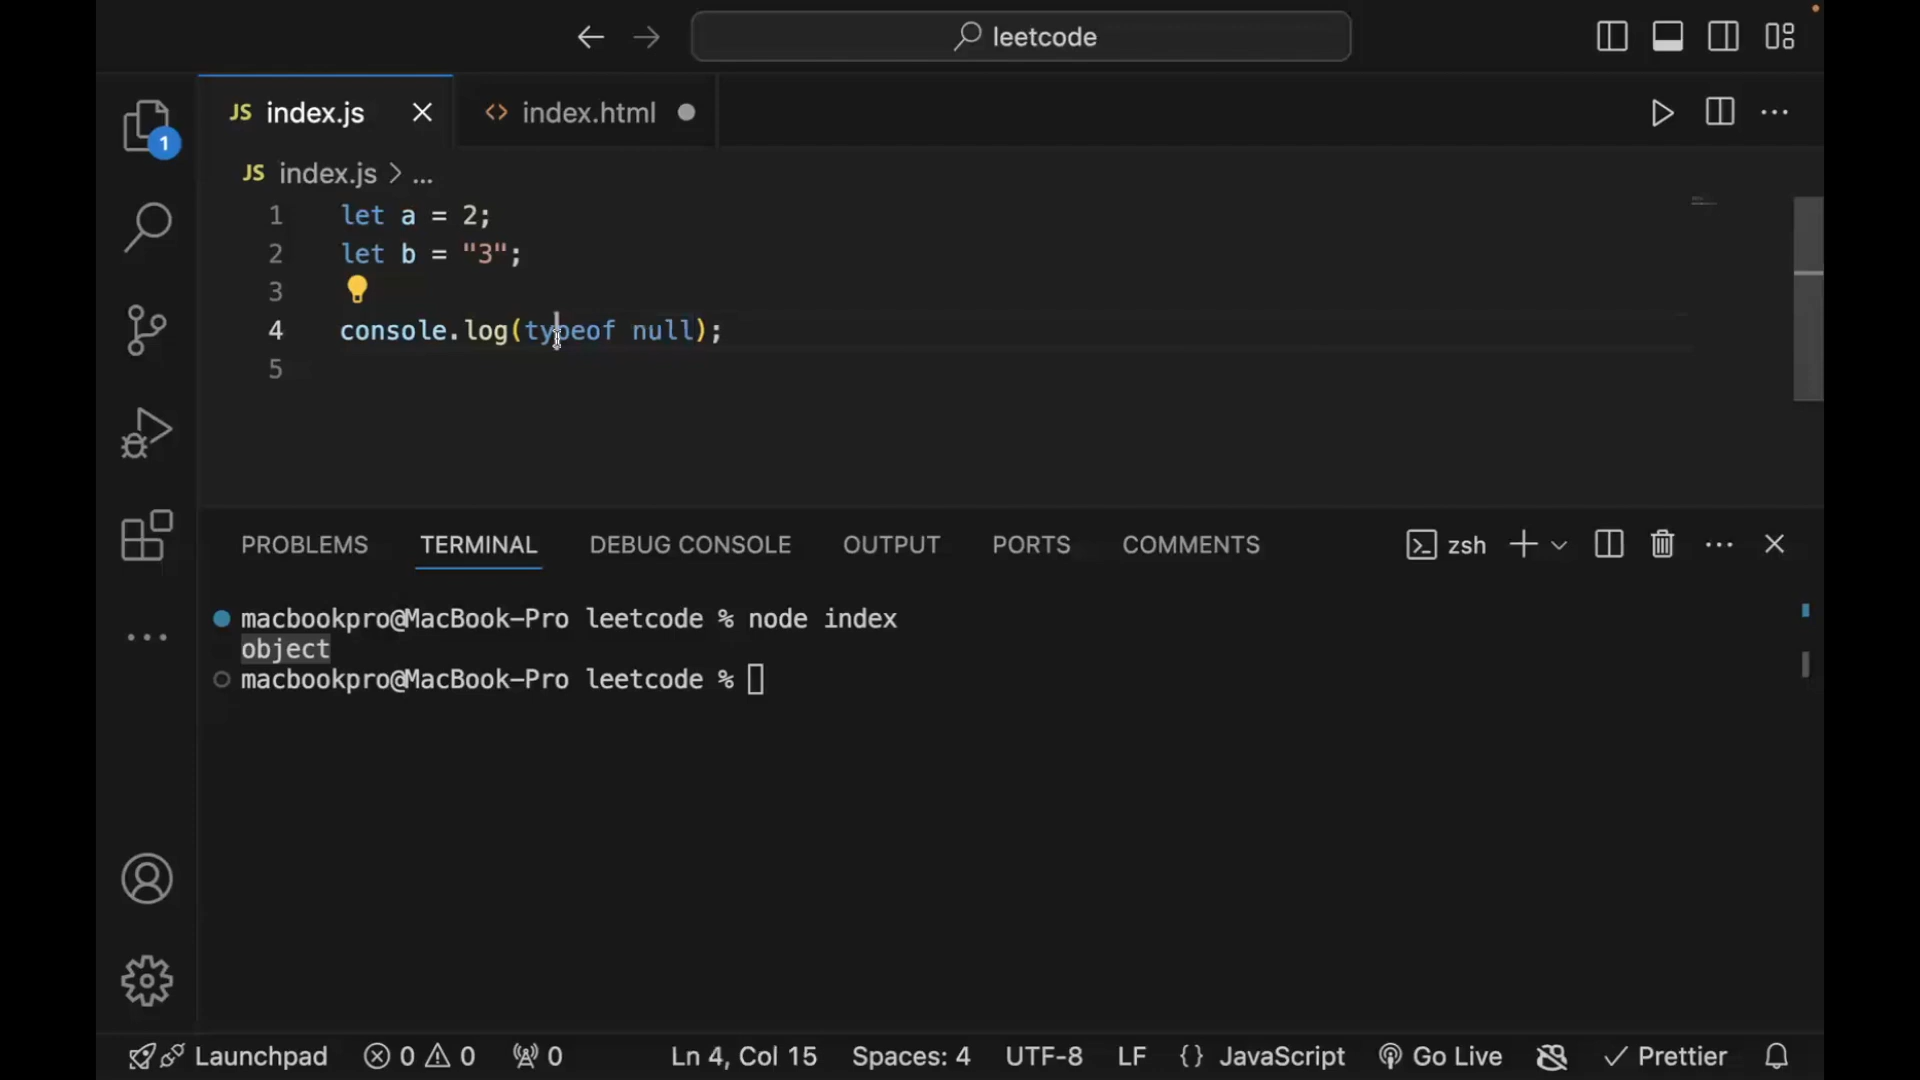 leetcode
JS index.js
index.html
1
JS index.js > ...
1 let a = 2;
2 let b = "3";
3
4 console.log(typeof null);
5
PROBLEMS TERMINAL DEBUG CONSOLE OUTPUT PORTS COMMENTS zsh
macbookpro@MacBook-Pro leetcode % node index
object
macbookpro@MacBook-Pro leetcode %
Launchpad 0 0 0 Ln 4, Col 15 Spaces: 4 UTF-8 LF {} JavaScript Go Live Prettier